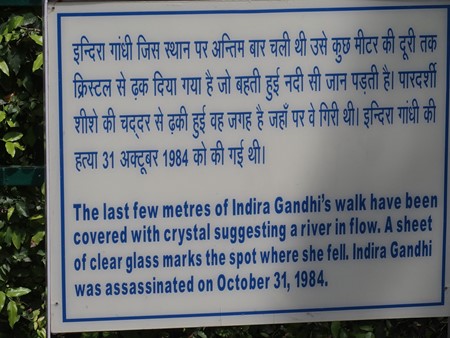 इन्दिरा गांधी जिस स्थान पर अन्तिम बार चली थी उसे कुछ मीटर की दूरी तक
क्रिस्टल से ढ़क दिया गया है जो बहती हुई नदी सी जान पड़ती है। पारदर्शी
शीशे की चद्दर से ढ़की हुई वह जगह है जहाँ पर वे गिरी थी। इन्दिरा गांधी की
हत्या 31 अक्टूबर 1984 को की गई थी।
The last few metres of Indira Gandhi's walk have been
covered with crystal suggesting a river in flow. A sheet
of clear glass marks the spot where she fell. Indira Gandhi
was assassinated on October 31, 1984.